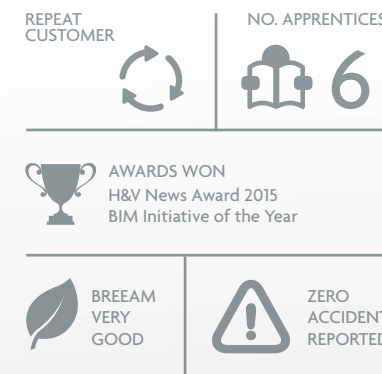 REPEAT
CUSTOMER
NO. APPRENTICES
6
AWARDS WON
H&V News Award 2015
BIM Initiative of the Year
BREEAM
VERY
GOOD
ZERO
ACCIDENT
REPORTED